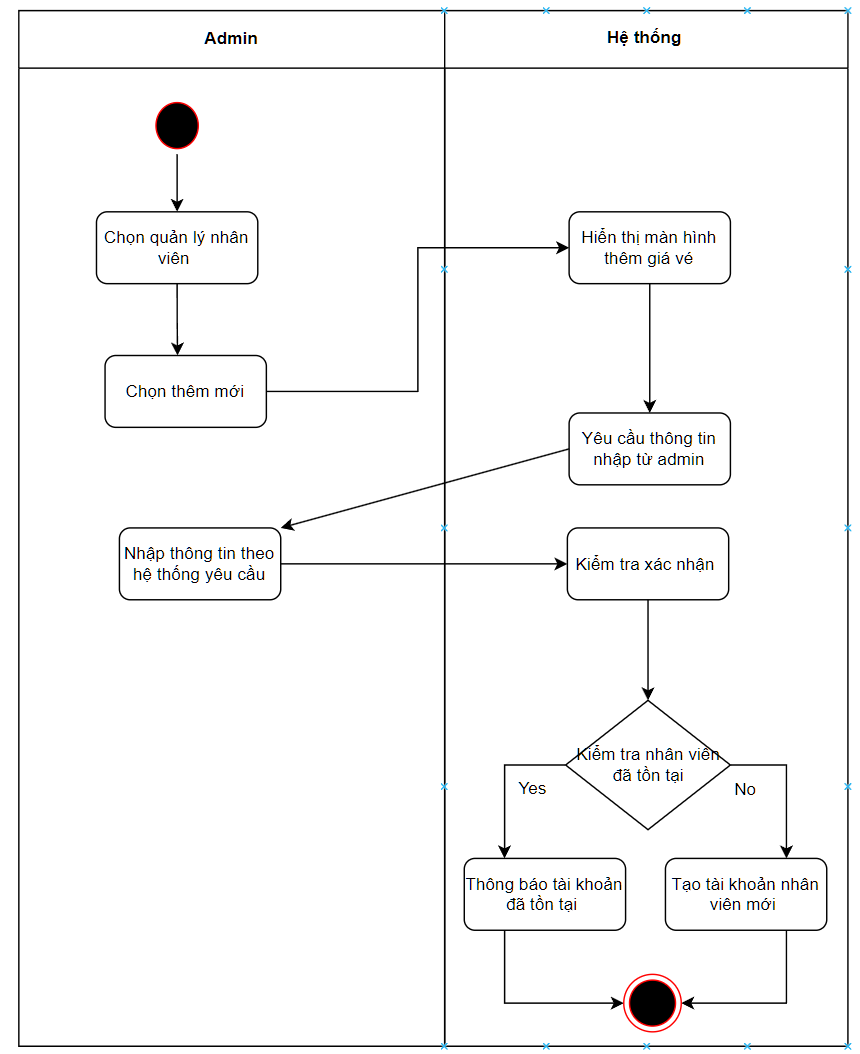 Admin
Hệ thống
Chọn quản lý nhân
viên
Hiển thị màn hình
thêm giá vé
Chọn thêm mới
Yêu cầu thông tin
nhập từ admin
Nhập thông tin theo
hệ thống yêu cầu
Kiểm tra xác nhận
Kiểm tra nhân viên
đã tồn tại
Yes
No
Thông báo tài khoản
đã tồn tại
Tạo tài khoản nhân
viên mới